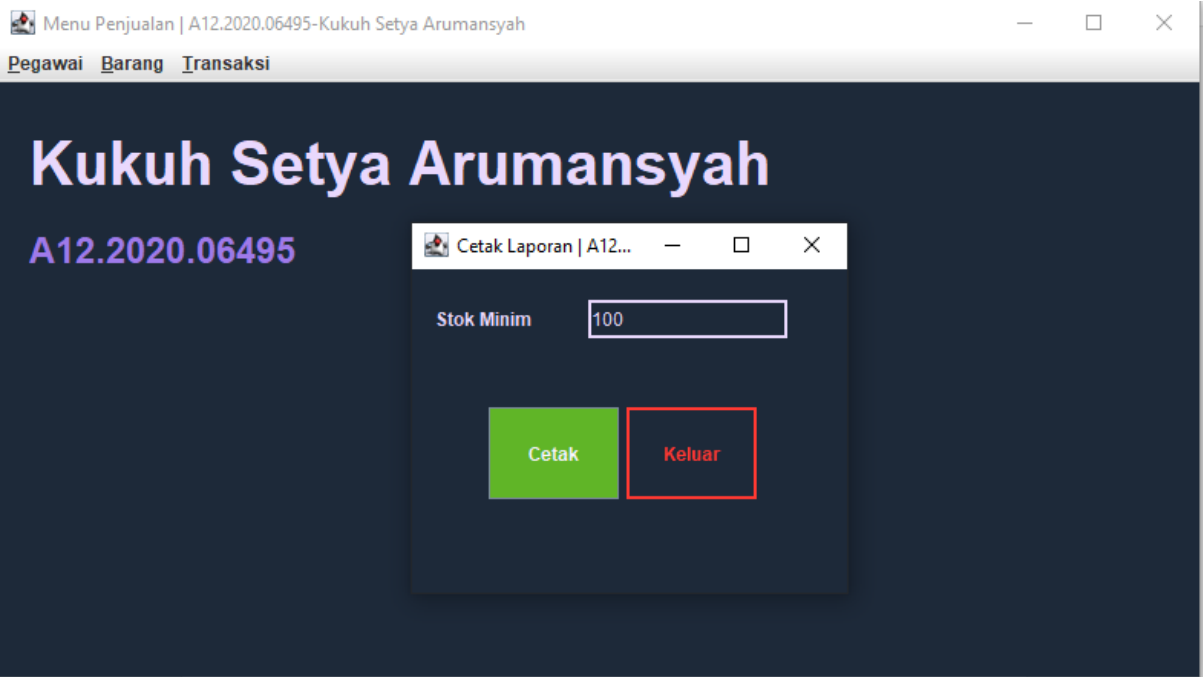 Menu Penjualan | A12.2020.06495-Kukuh Setya Arumansyah
Pegawai Barang Transaksi
Kukuh Setya Arumansyah
A12.2020.06495
Cetak Laporan | A12...
Stok Minim 100
Cetak Keluar